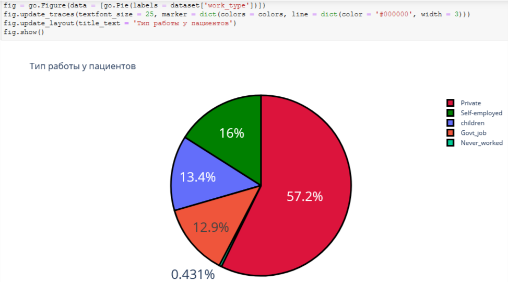 fig = go.Figure(data = [go.Pie(labels = dataset['work_type'])])
fig.update_traces(textfont_size = 25, marker = dict(colors = colors, line = dict(color = '#000000', width = 3)))
fig.update_layout(title_text = 'Тип работы у пациентов')
fig.show()
Тип работы у пациентов
Private
Self-employed
children
Govt_job
Never_worked
16%
13.4%
57.2%
12.9%
0.431%